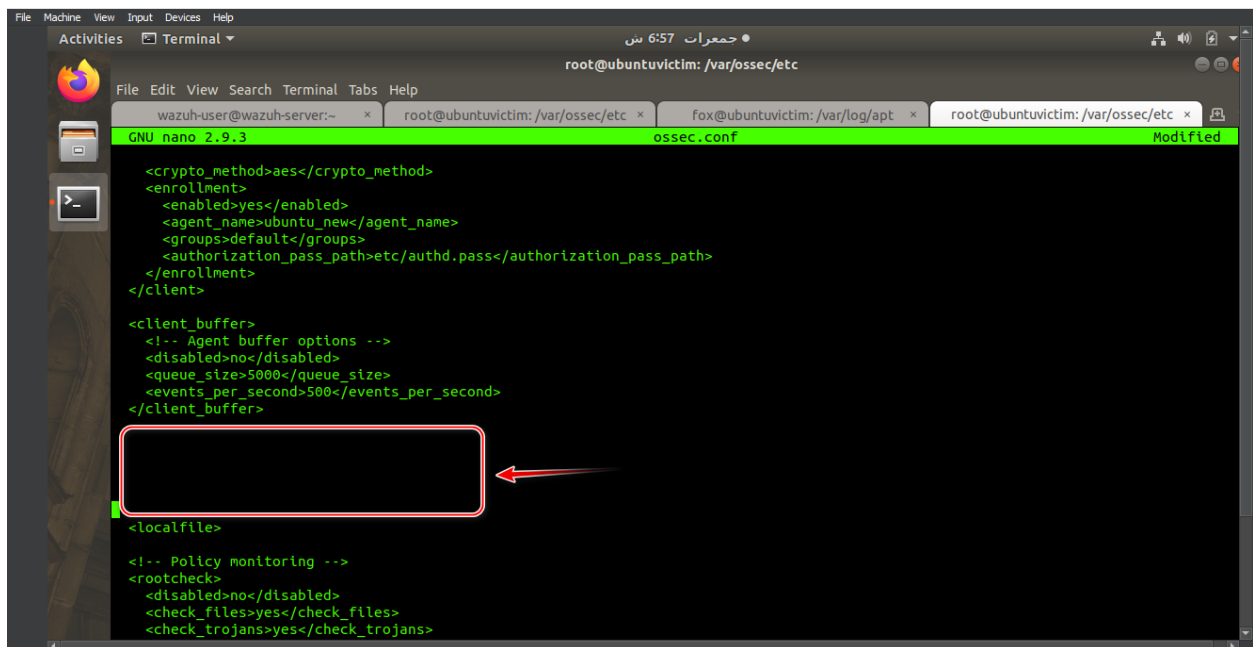 File Machine View Input Devices Help
Activities Terminal جمعرات 6:57 ش
root@ubuntuvictim: /var/ossec/etc
File Edit View Search Terminal Tabs Help
wazuh-user@wazuh-server:~ × root@ubuntuvictim: /var/ossec/etc × fox@ubuntuvictim: /var/log/apt × root@ubuntuvictim: /var/ossec/etc ×
GNU nano 2.9.3 ossec.conf Modified
<crypto_method>aes</crypto_method>
<enrollment>
<enabled>yes</enabled>
<agent_name>ubuntu_new</agent_name>
<groups>default</groups>
<authorization_pass_path>etc/authd.pass</authorization_pass_path>
</enrollment>
</client>
<client_buffer>
<!-- Agent buffer options -->
<disabled>no</disabled>
<queue_size>5000</queue_size>
<events_per_second>500</events_per_second>
</client_buffer>
<localfile>
<!-- Policy monitoring -->
<rootcheck>
<disabled>no</disabled>
<check_files>yes</check_files>
<check_trojans>yes</check_trojans>